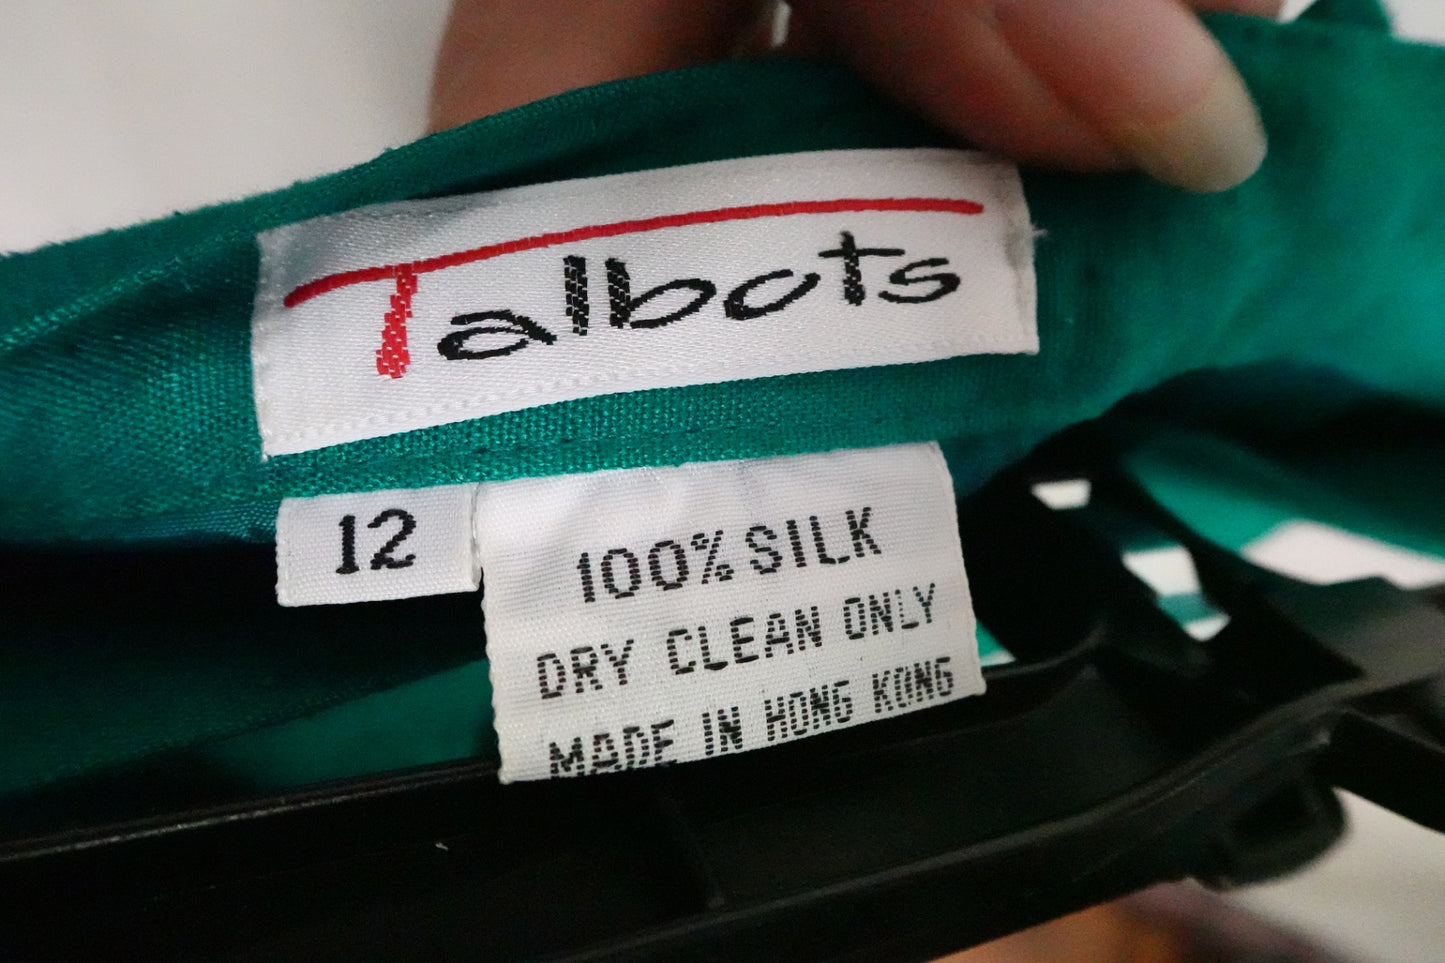 Talbots
12
100% SILK
DRY CLEAN ONLY
MADE IN HONG KONG